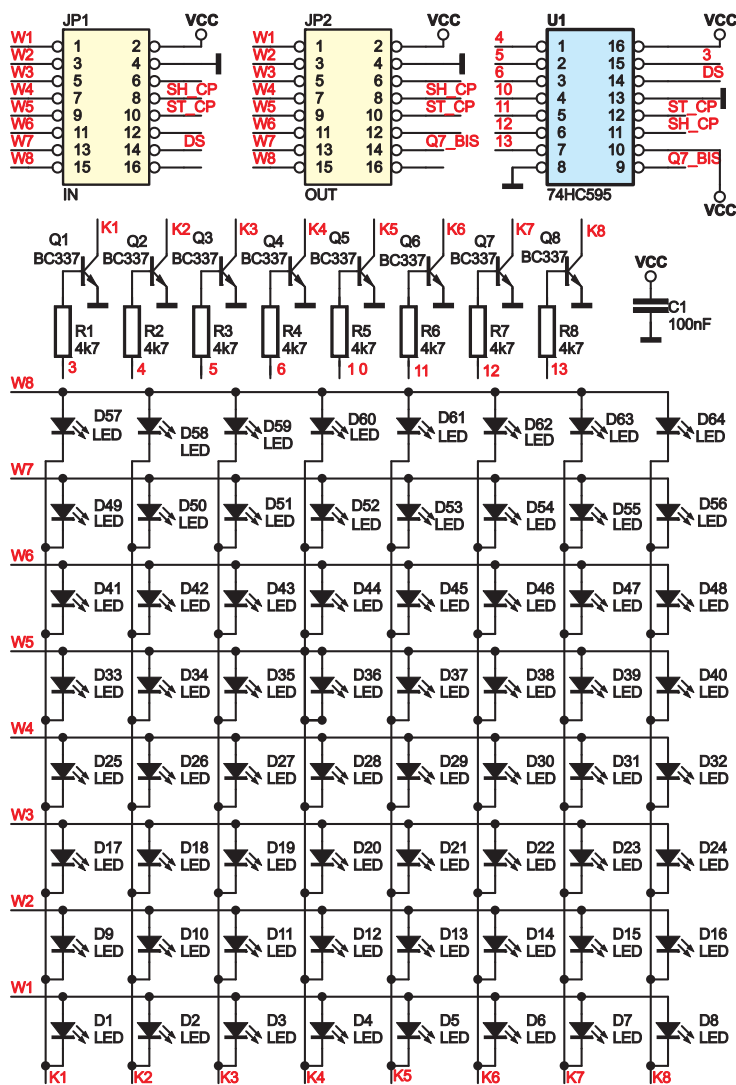 JP1 JP2 U1
VCC VCC VCC
W1 1 2 W1 1 2 4 1 16
W2 3 4 W2 3 4 5 2 15 3
W3 5 6 W3 5 6 6 3 14 DS
W4 7 8 SH_CP W4 7 8 SH_CP 10 4 13
W5 9 10 ST_CP W5 9 10 ST_CP 11 5 12 ST_CP
W6 11 12 W6 11 12 12 6 11 SH_CP
W7 13 14 DS W7 13 14 Q7_BIS 13 7 10
W8 15 16 W8 15 16 8 9 Q7_BIS
IN OUT 74HC595 VCC
K1 K2 K3 K4 K5 K6 K7 K8
Q1 Q2 Q3 Q4 Q5 Q6 Q7 Q8
BC337 BC337 BC337 BC337 BC337 BC337 BC337 BC337
VCC
C1
100nF
R1 R2 R3 R4 R5 R6 R7 R8
4k7 4k7 4k7 4k7 4k7 4k7 4k7 4k7
3 4 5 6 10 11 12 13
W8
D57 D58 D59 D60 D61 D62 D63 D64
LED LED LED LED LED LED LED LED
W7
D49 D50 D51 D52 D53 D54 D55 D56
LED LED LED LED LED LED LED LED
W6
D41 D42 D43 D44 D45 D46 D47 D48
LED LED LED LED LED LED LED LED
W5
D33 D34 D35 D36 D37 D38 D39 D40
LED LED LED LED LED LED LED LED
W4
D25 D26 D27 D28 D29 D30 D31 D32
LED LED LED LED LED LED LED LED
W3
D17 D18 D19 D20 D21 D22 D23 D24
LED LED LED LED LED LED LED LED
W2
D9 D10 D11 D12 D13 D14 D15 D16
LED LED LED LED LED LED LED LED
W1
D1 D2 D3 D4 D5 D6 D7 D8
LED LED LED LED LED LED LED LED
K1 K2 K3 K4 K5 K6 K7 K8